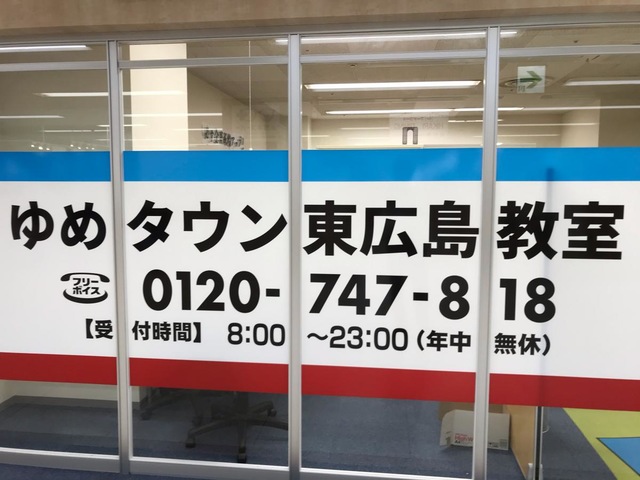 ゆめタウン東広島教室
フリーボイス 0120-747-818
【受付時間】 8:00～23:00（年中無休）